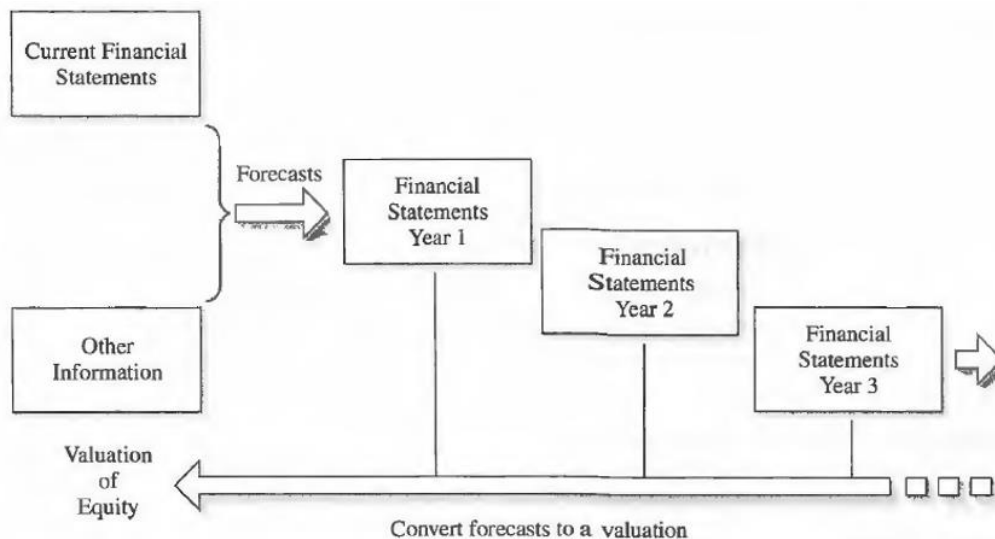 Current Financial
Statements
Forecasts
Financial
Statements
Year 1
Financial
Statements
Year 2
Other
Information
Financial
Statements
Year 3
Valuation
of
Equity
Convert forecasts to a valuation